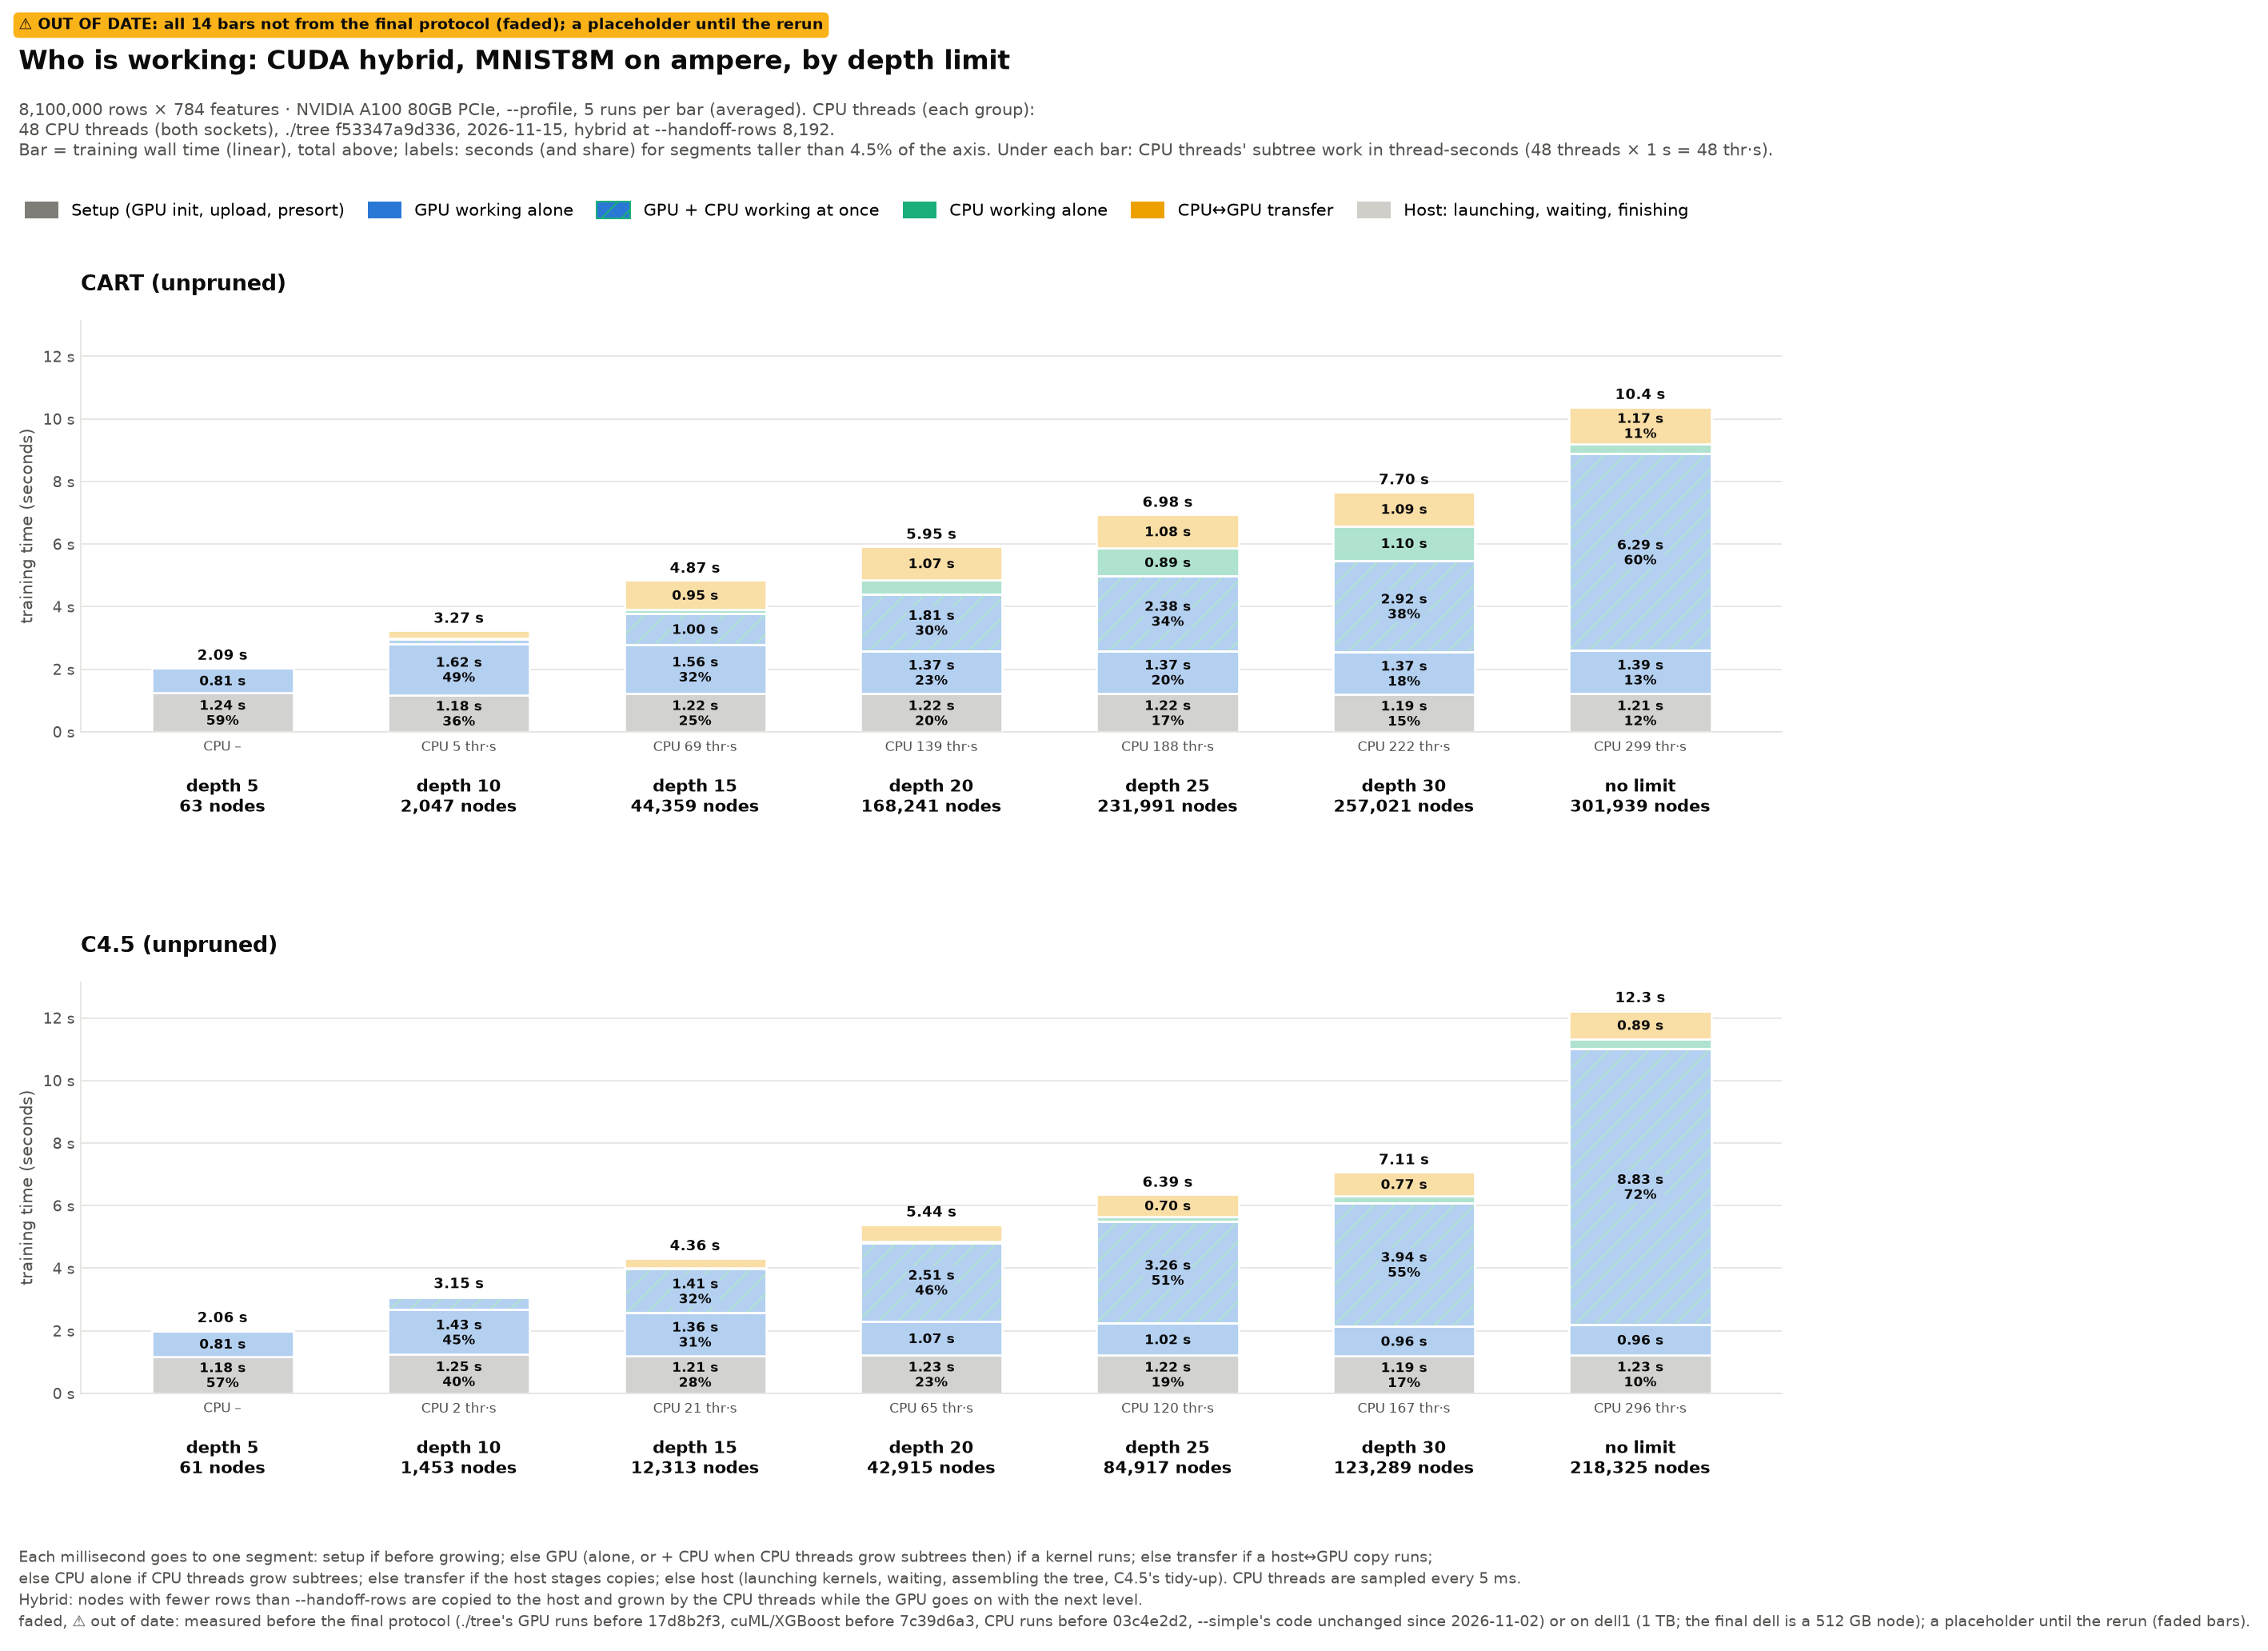 ⚠ OUT OF DATE: all 14 bars not from the final protocol (faded); a placeholder until the rerun
Who is working: CUDA hybrid, MNIST8M on ampere, by depth limit
8,100,000 rows × 784 features · NVIDIA A100 80GB PCIe, --profile, 5 runs per bar (averaged). CPU threads (each group):
48 CPU threads (both sockets), ./tree f53347a9d336, 2026-11-15, hybrid at --handoff-rows 8,192.
Bar = training wall time (linear), total above; labels: seconds (and share) for segments taller than 4.5% of the axis. Under each bar: CPU threads' subtree work in thread-seconds (48 threads × 1 s = 48 thr·s).
Setup (GPU init, upload, presort) GPU working alone GPU + CPU working at once CPU working alone CPU↔GPU transfer Host: launching, waiting, finishing
CART (unpruned)
training time (seconds)
12 s
10 s
8 s
6 s
4 s
2 s
0 s
2.09 s
0.81 s
1.24 s
59%
CPU –
depth 5
63 nodes
3.27 s
1.62 s
49%
1.18 s
36%
CPU 5 thr·s
depth 10
2,047 nodes
4.87 s
0.95 s
1.00 s
1.56 s
32%
1.22 s
25%
CPU 69 thr·s
depth 15
44,359 nodes
5.95 s
1.07 s
1.81 s
30%
1.37 s
23%
1.22 s
20%
CPU 139 thr·s
depth 20
168,241 nodes
6.98 s
1.08 s
0.89 s
2.38 s
34%
1.37 s
20%
1.22 s
17%
CPU 188 thr·s
depth 25
231,991 nodes
7.70 s
1.09 s
1.10 s
2.92 s
38%
1.37 s
18%
1.19 s
15%
CPU 222 thr·s
depth 30
257,021 nodes
10.4 s
1.17 s
11%
6.29 s
60%
1.39 s
13%
1.21 s
12%
CPU 299 thr·s
no limit
301,939 nodes
C4.5 (unpruned)
training time (seconds)
12 s
10 s
8 s
6 s
4 s
2 s
0 s
2.06 s
0.81 s
1.18 s
57%
CPU –
depth 5
61 nodes
3.15 s
1.43 s
45%
1.25 s
40%
CPU 2 thr·s
depth 10
1,453 nodes
4.36 s
1.41 s
32%
1.36 s
31%
1.21 s
28%
CPU 21 thr·s
depth 15
12,313 nodes
5.44 s
2.51 s
46%
1.07 s
1.23 s
23%
CPU 65 thr·s
depth 20
42,915 nodes
6.39 s
0.70 s
3.26 s
51%
1.02 s
1.22 s
19%
CPU 120 thr·s
depth 25
84,917 nodes
7.11 s
0.77 s
3.94 s
55%
0.96 s
1.19 s
17%
CPU 167 thr·s
depth 30
123,289 nodes
12.3 s
0.89 s
8.83 s
72%
0.96 s
1.23 s
10%
CPU 296 thr·s
no limit
218,325 nodes
Each millisecond goes to one segment: setup if before growing; else GPU (alone, or + CPU when CPU threads grow subtrees then) if a kernel runs; else transfer if a host↔GPU copy runs;
else CPU alone if CPU threads grow subtrees; else transfer if the host stages copies; else host (launching kernels, waiting, assembling the tree, C4.5's tidy-up). CPU threads are sampled every 5 ms.
Hybrid: nodes with fewer rows than --handoff-rows are copied to the host and grown by the CPU threads while the GPU goes on with the next level.
faded, ⚠ out of date: measured before the final protocol (./tree's GPU runs before 17d8b2f3, cuML/XGBoost before 7c39d6a3, CPU runs before 03c4e2d2, --simple's code unchanged since 2026-11-02) or on dell1 (1 TB; the final dell is a 512 GB node); a placeholder until the rerun (faded bars).